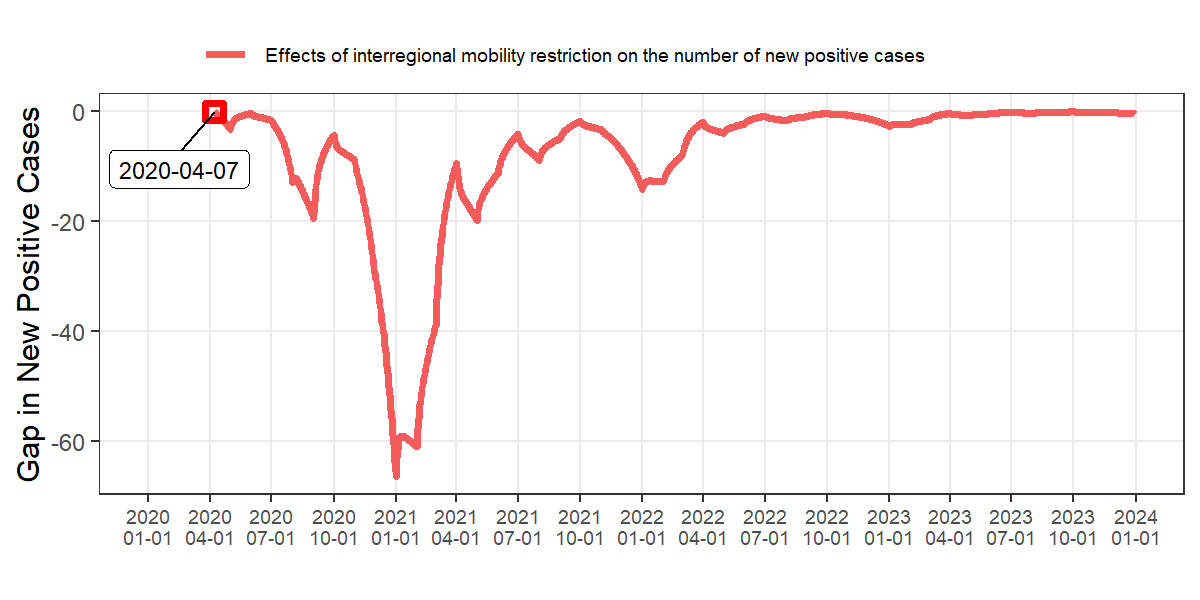 Effects of interregional mobility restriction on the number of new positive cases
Gap in New Positive Cases
0
-20
-40
-60
2020-04-07
2020 2020 2020 2020 2021 2021 2021 2021 2022 2022 2022 2022 2023 2023 2023 2023 2024
01-01 04-01 07-01 10-01 01-01 04-01 07-01 10-01 01-01 04-01 07-01 10-01 01-01 04-01 07-01 10-01 01-01